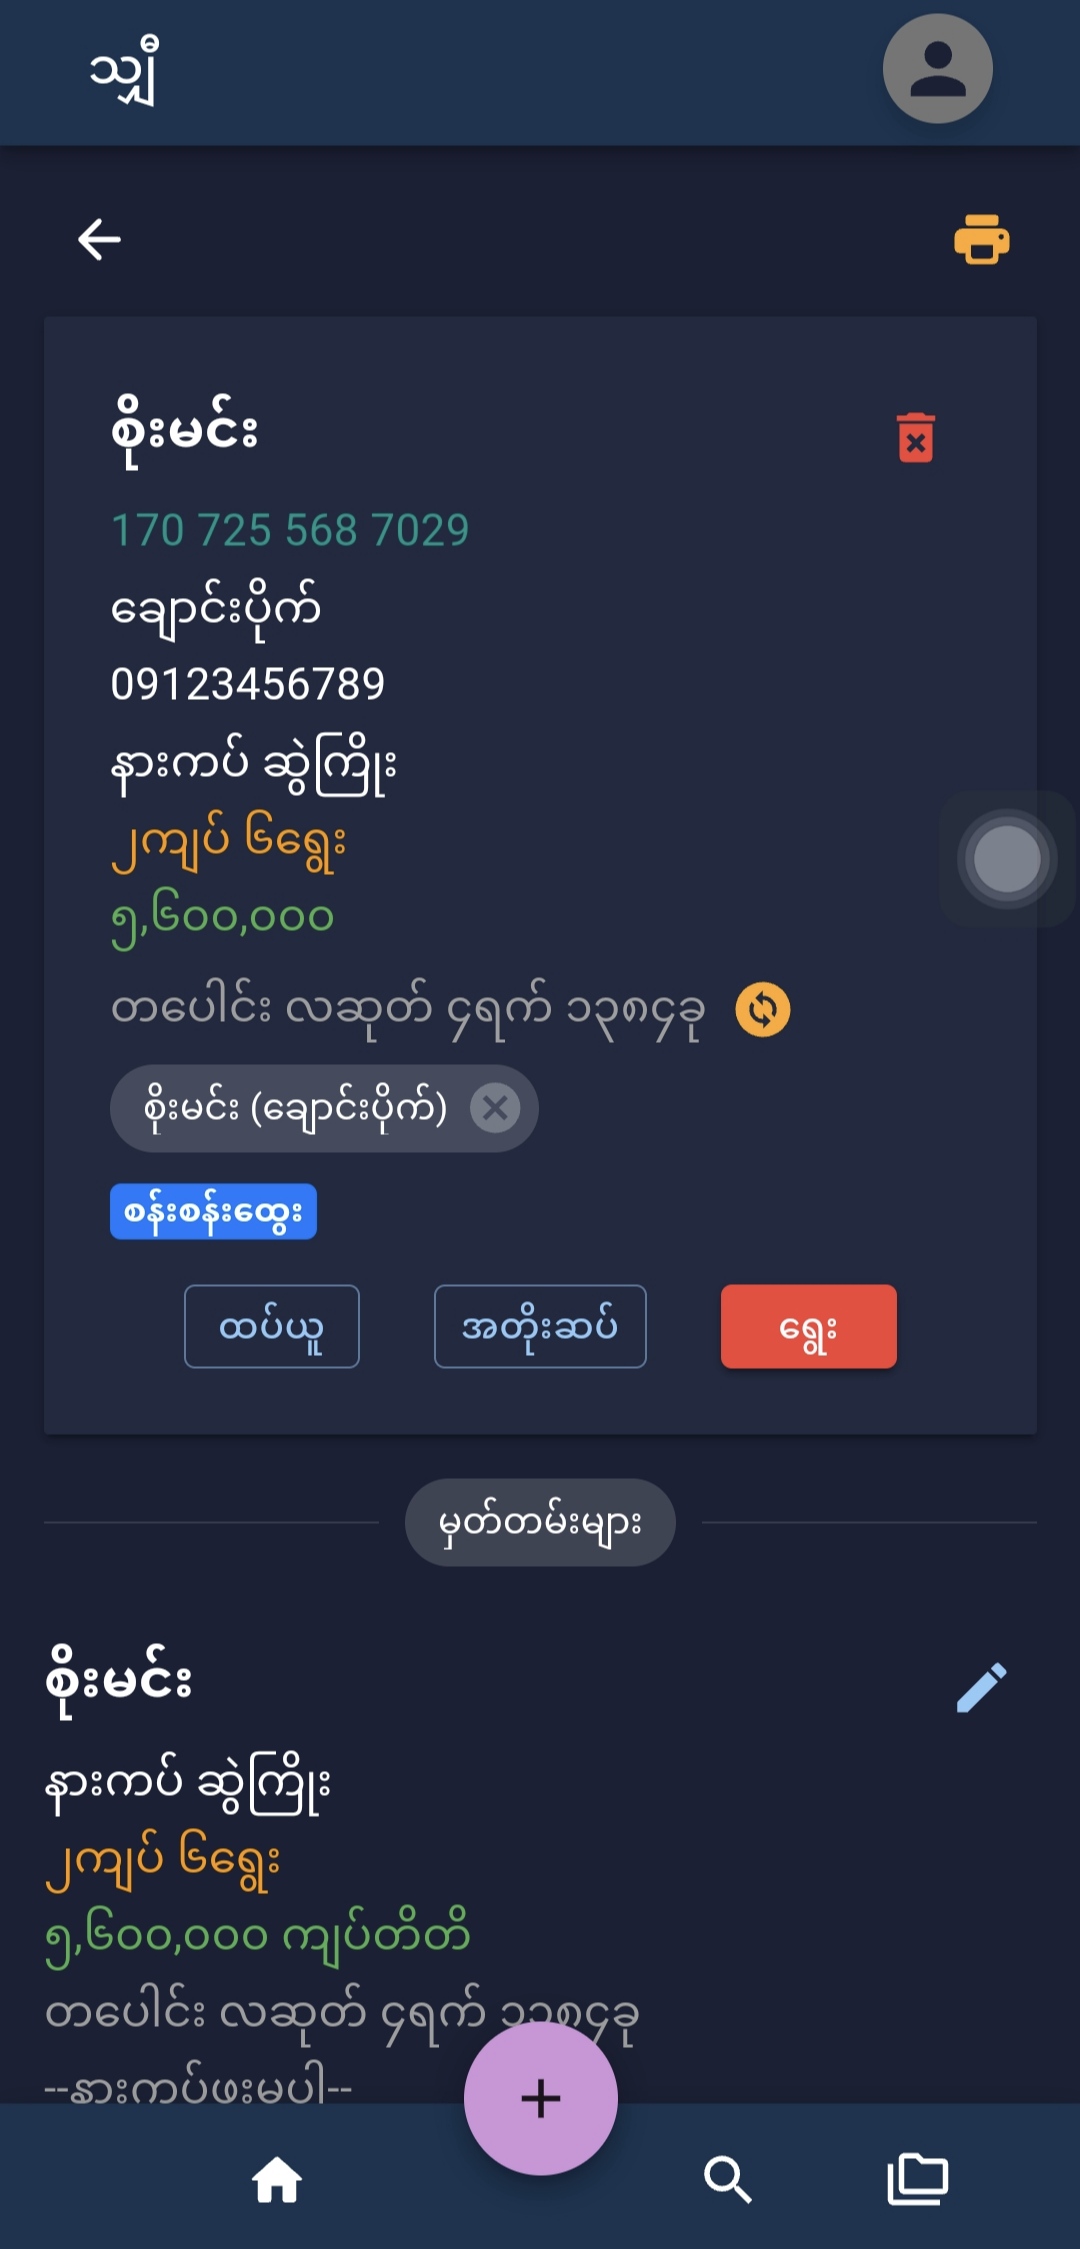 သျှီ
စိုးမင်း
170 725 568 7029
ချောင်းပိုက်
09123456789
နားကပ် ဆွဲကြိုး
၂ကျပ် ၆ရွေး
၅,၆၀၀,၀၀၀
တပေါင်း လဆုတ် ၄ရက် ၁၃၈၄ခု
စိုးမင်း (ချောင်းပိုက်)
စန်းစန်းထွေး
ထပ်ယူ
အတိုးဆပ်
ရွေး
မှတ်တမ်းများ
စိုးမင်း
နားကပ် ဆွဲကြိုး
၂ကျပ် ၆ရွေး
၅,၆၀၀,၀၀၀ ကျပ်တိတိ
တပေါင်း လဆုတ် ၄ရက် ၁၃၈၄ခု
--နားကပ်ဖးမပါ--